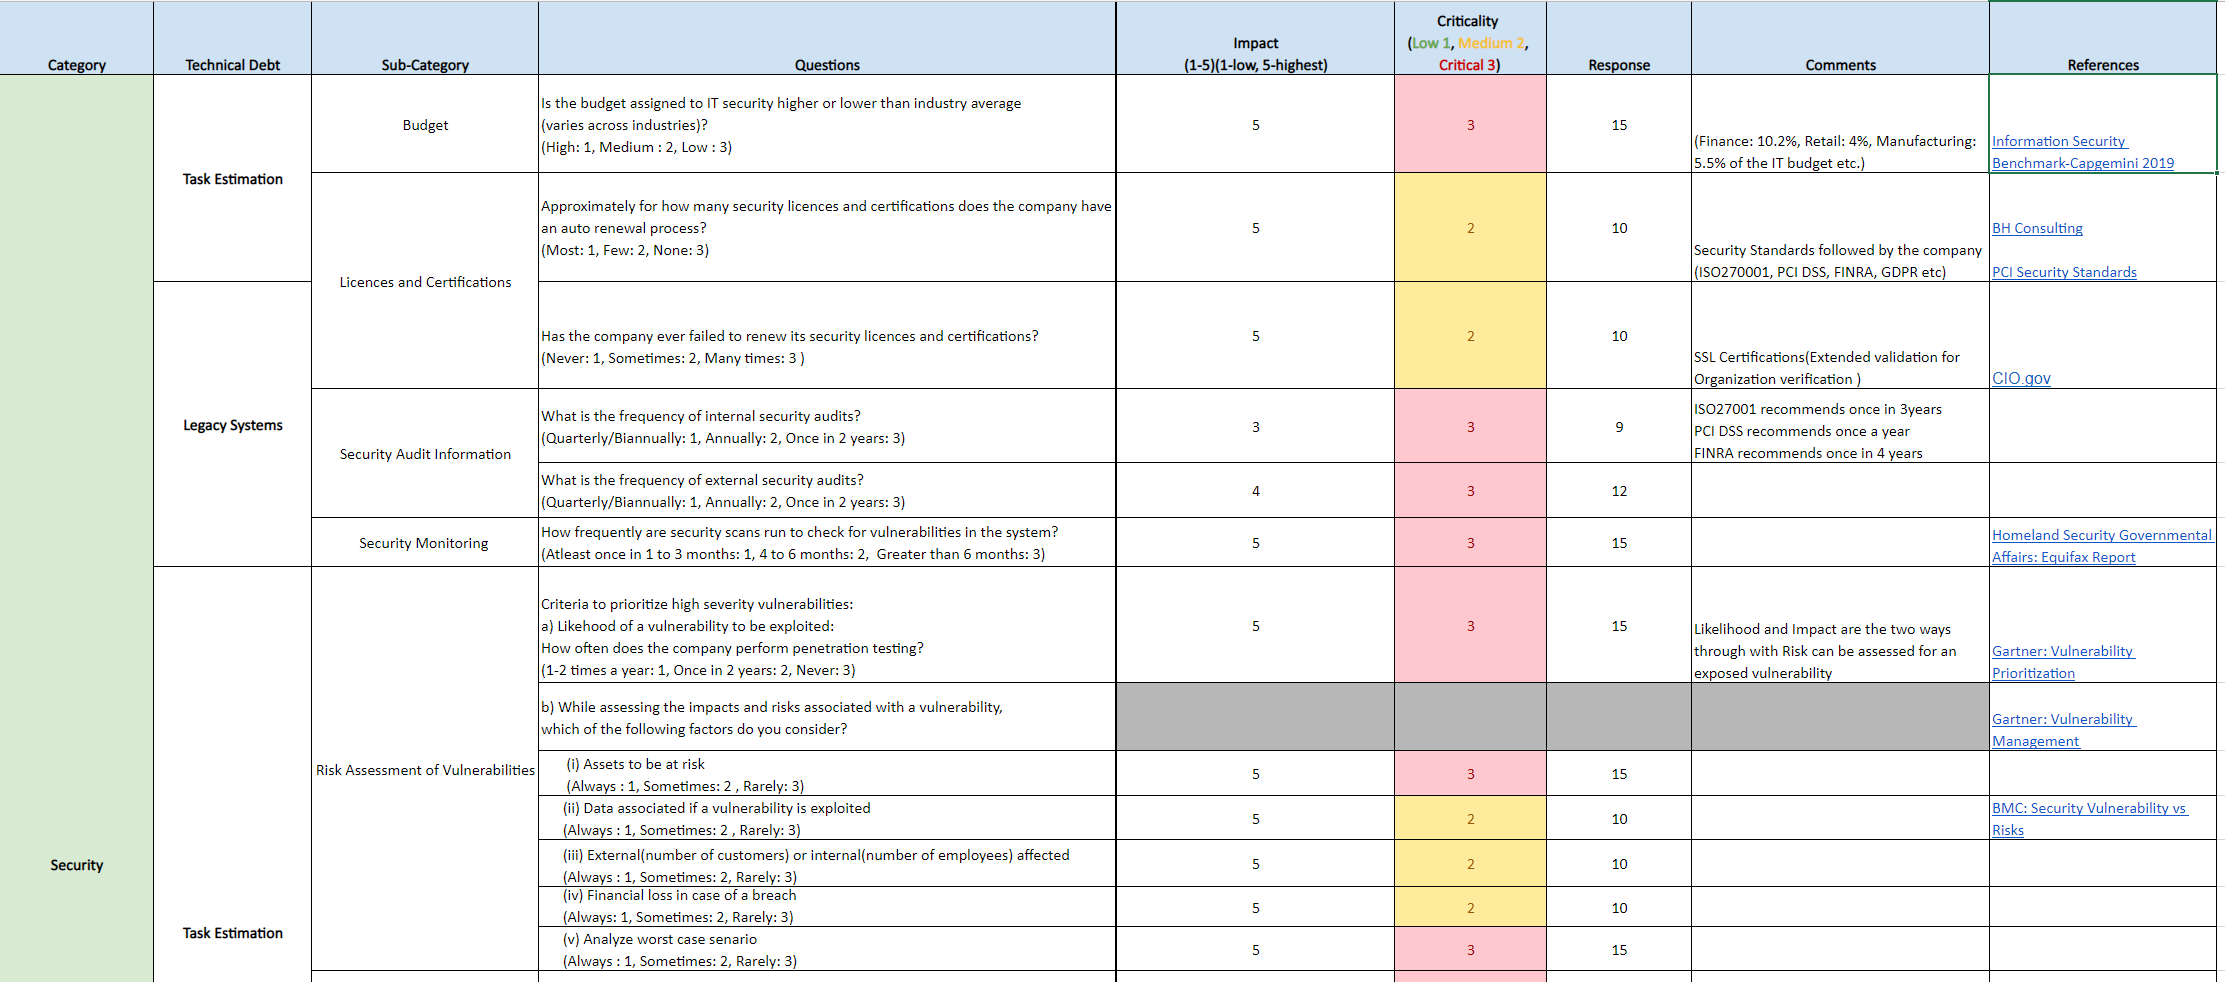 Category
Technical Debt
Sub-Category
Questions
Impact
(1-5)(1-low, 5-highest)
Criticality
(Low 1, Medium 2,
Critical 3)
Response
Comments
References
Security
Task Estimation
Budget
Is the budget assigned to IT security higher or lower than industry average
(varies across industries)?
(High: 1, Medium : 2, Low : 3)
5
3
15
(Finance: 10.2%, Retail: 4%, Manufacturing:
5.5% of the IT budget etc.)
Information Security
Benchmark-Capgemini 2019
Licences and Certifications
Approximately for how many security licences and certifications does the company have
an auto renewal process?
(Most: 1, Few: 2, None: 3)
5
2
10
Security Standards followed by the company
(ISO270001, PCI DSS, FINRA, GDPR etc)
BH Consulting
PCI Security Standards
Legacy Systems
Has the company ever failed to renew its security licences and certifications?
(Never: 1, Sometimes: 2, Many times: 3 )
5
2
10
SSL Certifications(Extended validation for
Organization verification )
CIO.gov
Security Audit Information
What is the frequency of internal security audits?
(Quarterly/Biannually: 1, Annually: 2, Once in 2 years: 3)
3
3
9
ISO27001 recommends once in 3years
PCI DSS recommends once a year
FINRA recommends once in 4 years
What is the frequency of external security audits?
(Quarterly/Biannually: 1, Annually: 2, Once in 2 years: 3)
4
3
12
Security Monitoring
How frequently are security scans run to check for vulnerabilities in the system?
(Atleast once in 1 to 3 months: 1, 4 to 6 months: 2,  Greater than 6 months: 3)
5
3
15
Homeland Security Governmental
Affairs: Equifax Report
Task Estimation
Risk Assessment of Vulnerabilities
Criteria to prioritize high severity vulnerabilities:
a) Likehood of a vulnerability to be exploited:
How often does the company perform penetration testing?
(1-2 times a year: 1, Once in 2 years: 2, Never: 3)
5
3
15
Likelihood and Impact are the two ways
through with Risk can be assessed for an
exposed vulnerability
Gartner: Vulnerability
Prioritization
b) While assessing the impacts and risks associated with a vulnerability,
which of the following factors do you consider?
Gartner: Vulnerability
Management
(i) Assets to be at risk
(Always : 1, Sometimes: 2 , Rarely: 3)
5
3
15
(ii) Data associated if a vulnerability is exploited
(Always : 1, Sometimes: 2 , Rarely: 3)
5
2
10
BMC: Security Vulnerability vs
Risks
(iii) External(number of customers) or internal(number of employees) affected
(Always : 1, Sometimes: 2, Rarely: 3)
5
2
10
(iv) Financial loss in case of a breach
(Always: 1, Sometimes: 2, Rarely: 3)
5
2
10
(v) Analyze worst case senario
(Always : 1, Sometimes: 2, Rarely: 3)
5
3
15